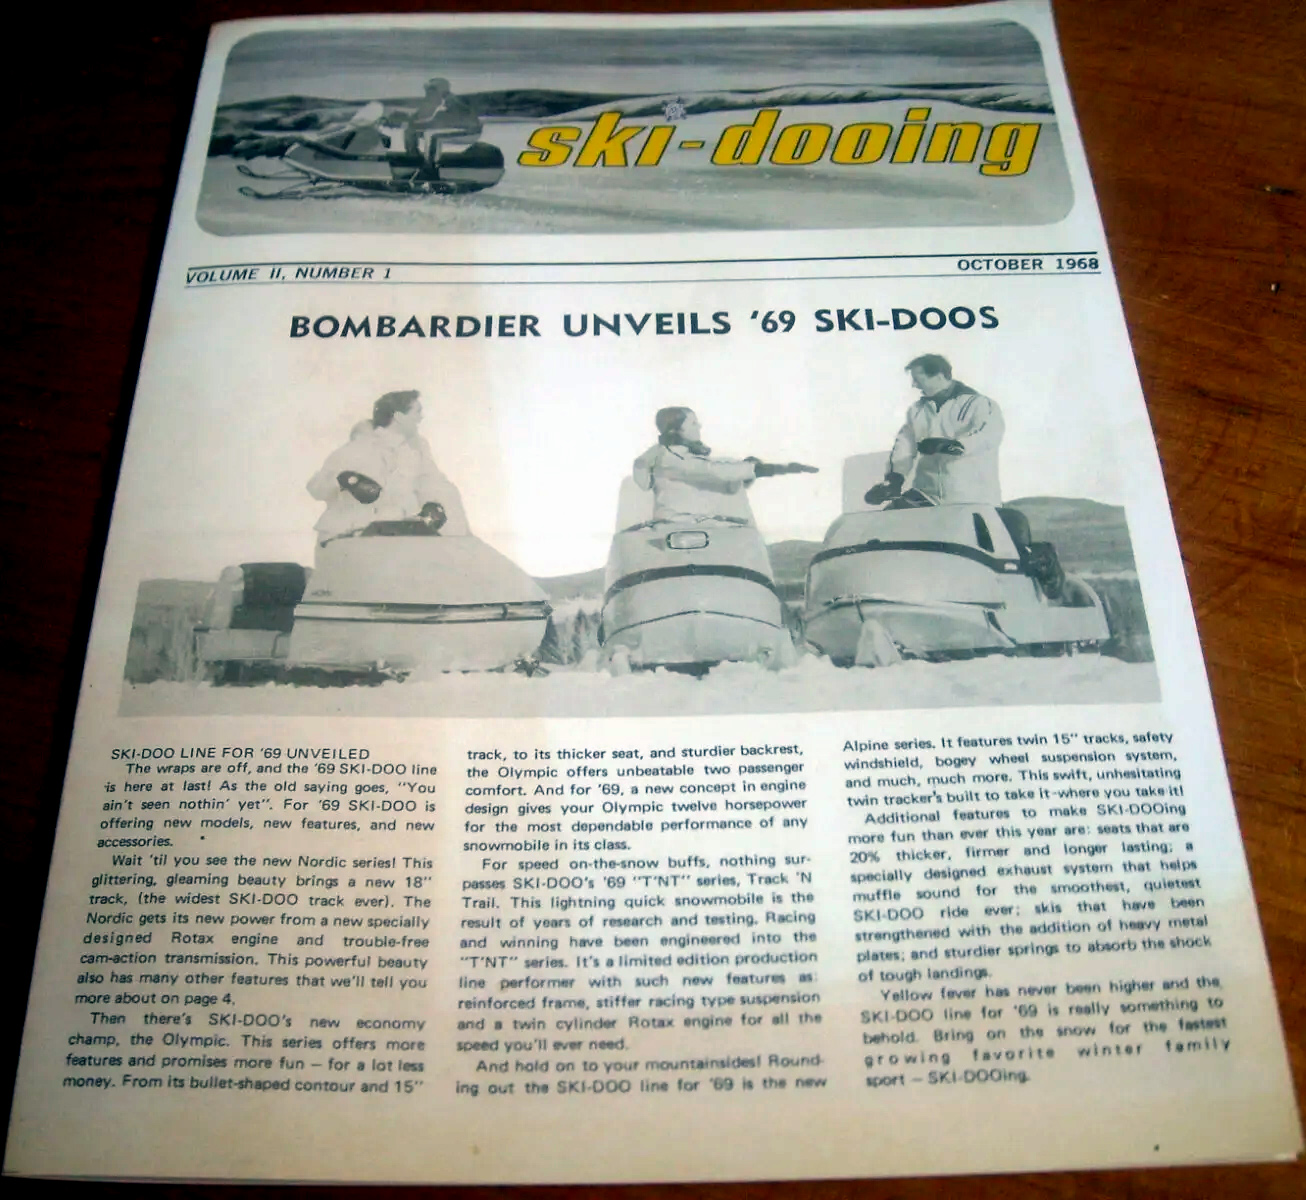 ski-dooing
VOLUME II, NUMBER 1
OCTOBER 1968
BOMBARDIER UNVEILS '69 SKI-DOOS
SKI-DOO LINE FOR '69 UNVEILED
The wraps are off, and the '69 SKI-DOO line
is here at last! As the old saying goes, "You
ain't seen nothin' yet". For '69 SKI-DOO is
offering new models, new features, and new
accessories.
Wait 'til you see the new Nordic series! This
glittering, gleaming beauty brings a new 18"
track, (the widest SKI-DOO track ever). The
Nordic gets its new power from a new specially
designed Rotax engine and trouble-free
cam-action transmission. This powerful beauty
also has many other features that we'll tell you
more about on page 4.
Then there's SKI-DOO's new economy
champ, the Olympic. This series offers more
features and promises more fun — for a lot less
money. From its bullet-shaped contour and 15"
track, to its thicker seat, and sturdier backrest,
the Olympic offers unbeatable two passenger
comfort. And for '69, a new concept in engine
design gives your Olympic twelve horsepower
for the most dependable performance of any
snowmobile in its class.
For speed on-the-snow buffs, nothing sur-
passes SKI-DOO's '69 "T'NT" series, Track 'N
Trail. This lightning quick snowmobile is the
result of years of research and testing. Racing
and winning have been engineered into the
"T'NT" series. It's a limited edition production
line performer with such new features as:
reinforced frame, stiffer racing type suspension
and a twin cylinder Rotax engine for all the
speed you'll ever need.
And hold on to your mountainsides! Round-
ing out the SKI-DOO line for '69 is the new
Alpine series. It features twin 15" tracks, safety
windshield, bogey wheel suspension system,
and much, much more. This swift, unhesitating
twin tracker's built to take it-where you take it!
Additional features to make SKI-DOOing
more fun than ever this year are: seats that are
20% thicker, firmer and longer lasting; a
specially designed exhaust system that helps
muffle sound for the smoothest, quietest
SKI-DOO ride ever; skis that have been
strengthened with the addition of heavy metal
plates; and sturdier springs to absorb the shock
of tough landings.
Yellow fever has never been higher and the
SKI-DOO line for '69 is really something to
behold. Bring on the snow for the fastest
growing favorite winter family
sport — SKI-DOOing.